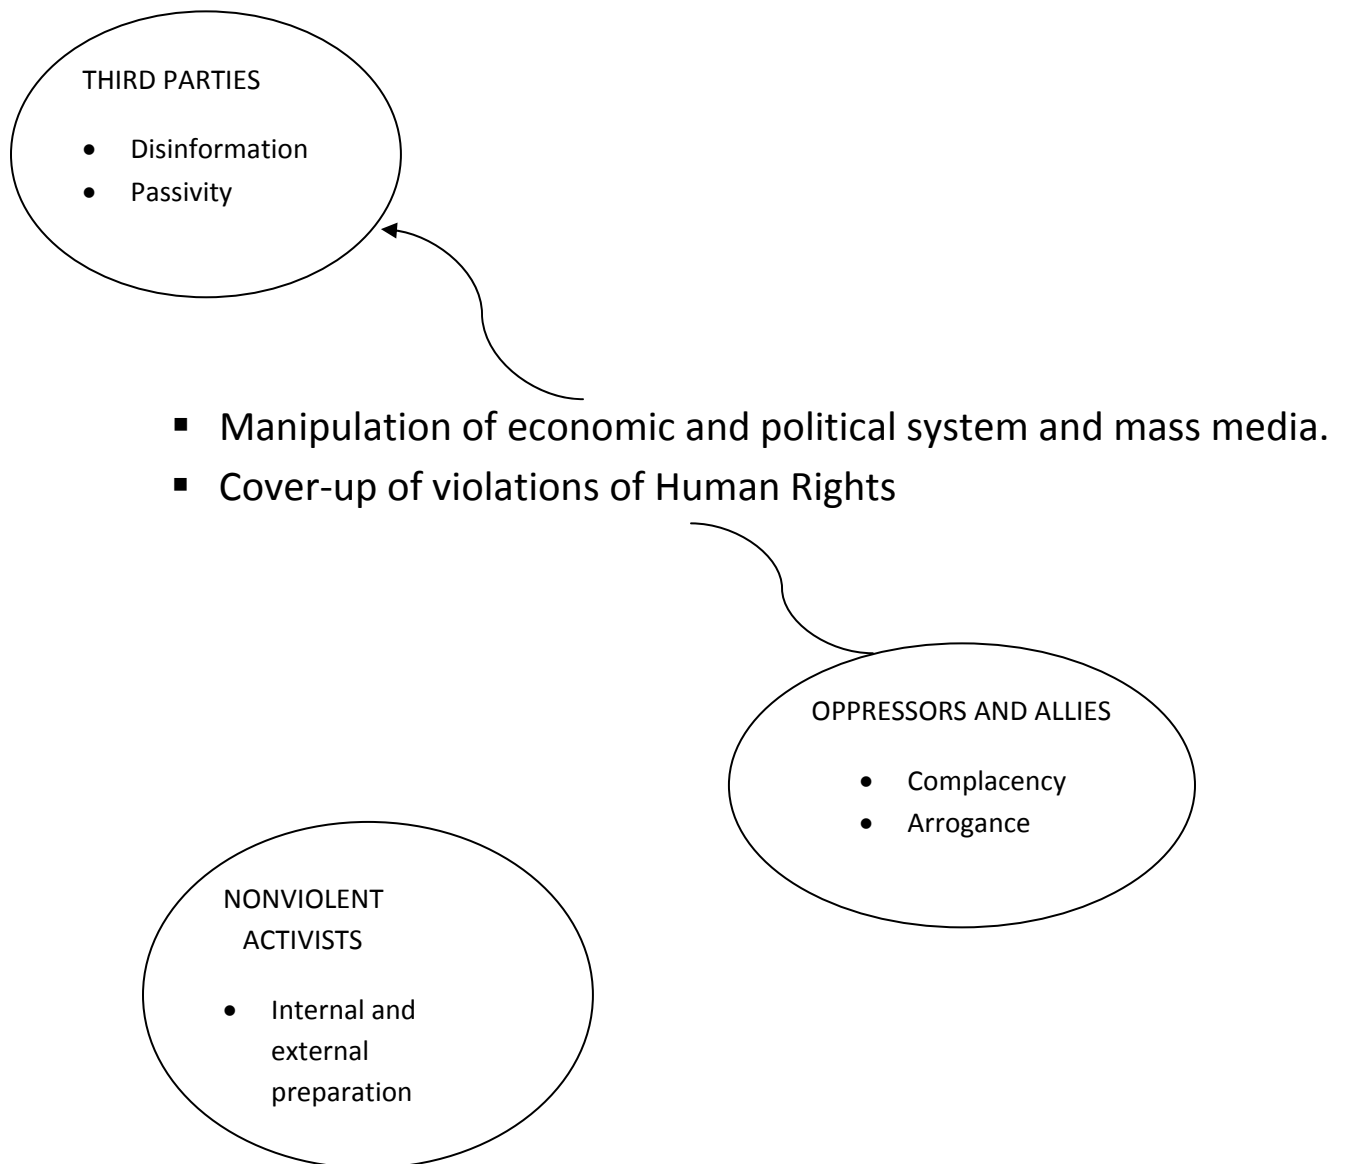 THIRD PARTIES
• Disinformation
• Passivity
▪ Manipulation of economic and political system and mass media.
▪ Cover-up of violations of Human Rights
OPPRESSORS AND ALLIES
• Complacency
• Arrogance
NONVIOLENT
ACTIVISTS
• Internal and
external
preparation